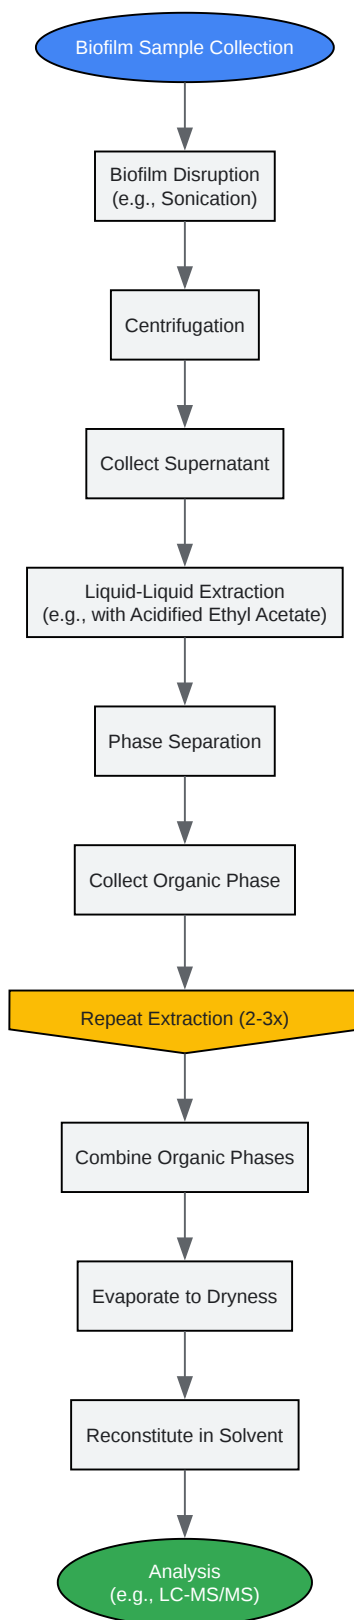 Biofilm Sample Collection
Biofilm Disruption
(e.g., Sonication)
Centrifugation
Collect Supernatant
Liquid-Liquid Extraction
(e.g., with Acidified Ethyl Acetate)
Phase Separation
Collect Organic Phase
Repeat Extraction (2-3x)
Combine Organic Phases
Evaporate to Dryness
Reconstitute in Solvent
Analysis
(e.g., LC-MS/MS)